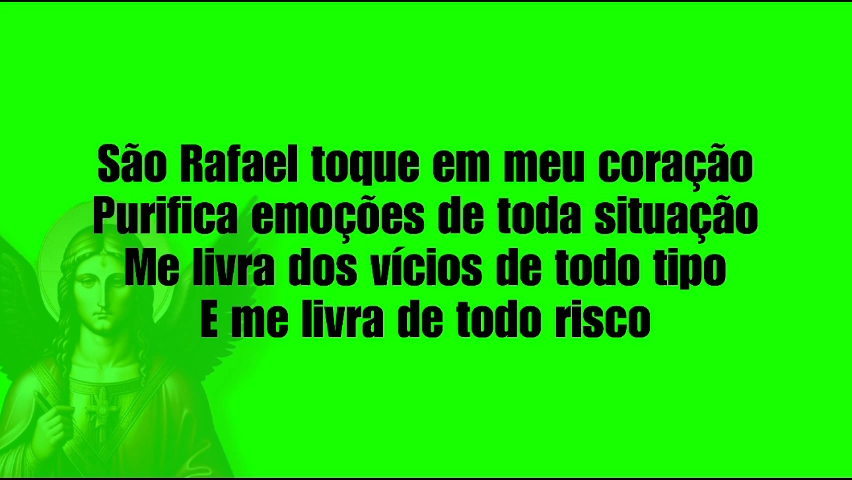 São Rafael toque em meu coração
Purifica emoções de toda situação
Me livra dos vícios de todo tipo
E me livra de todo risco